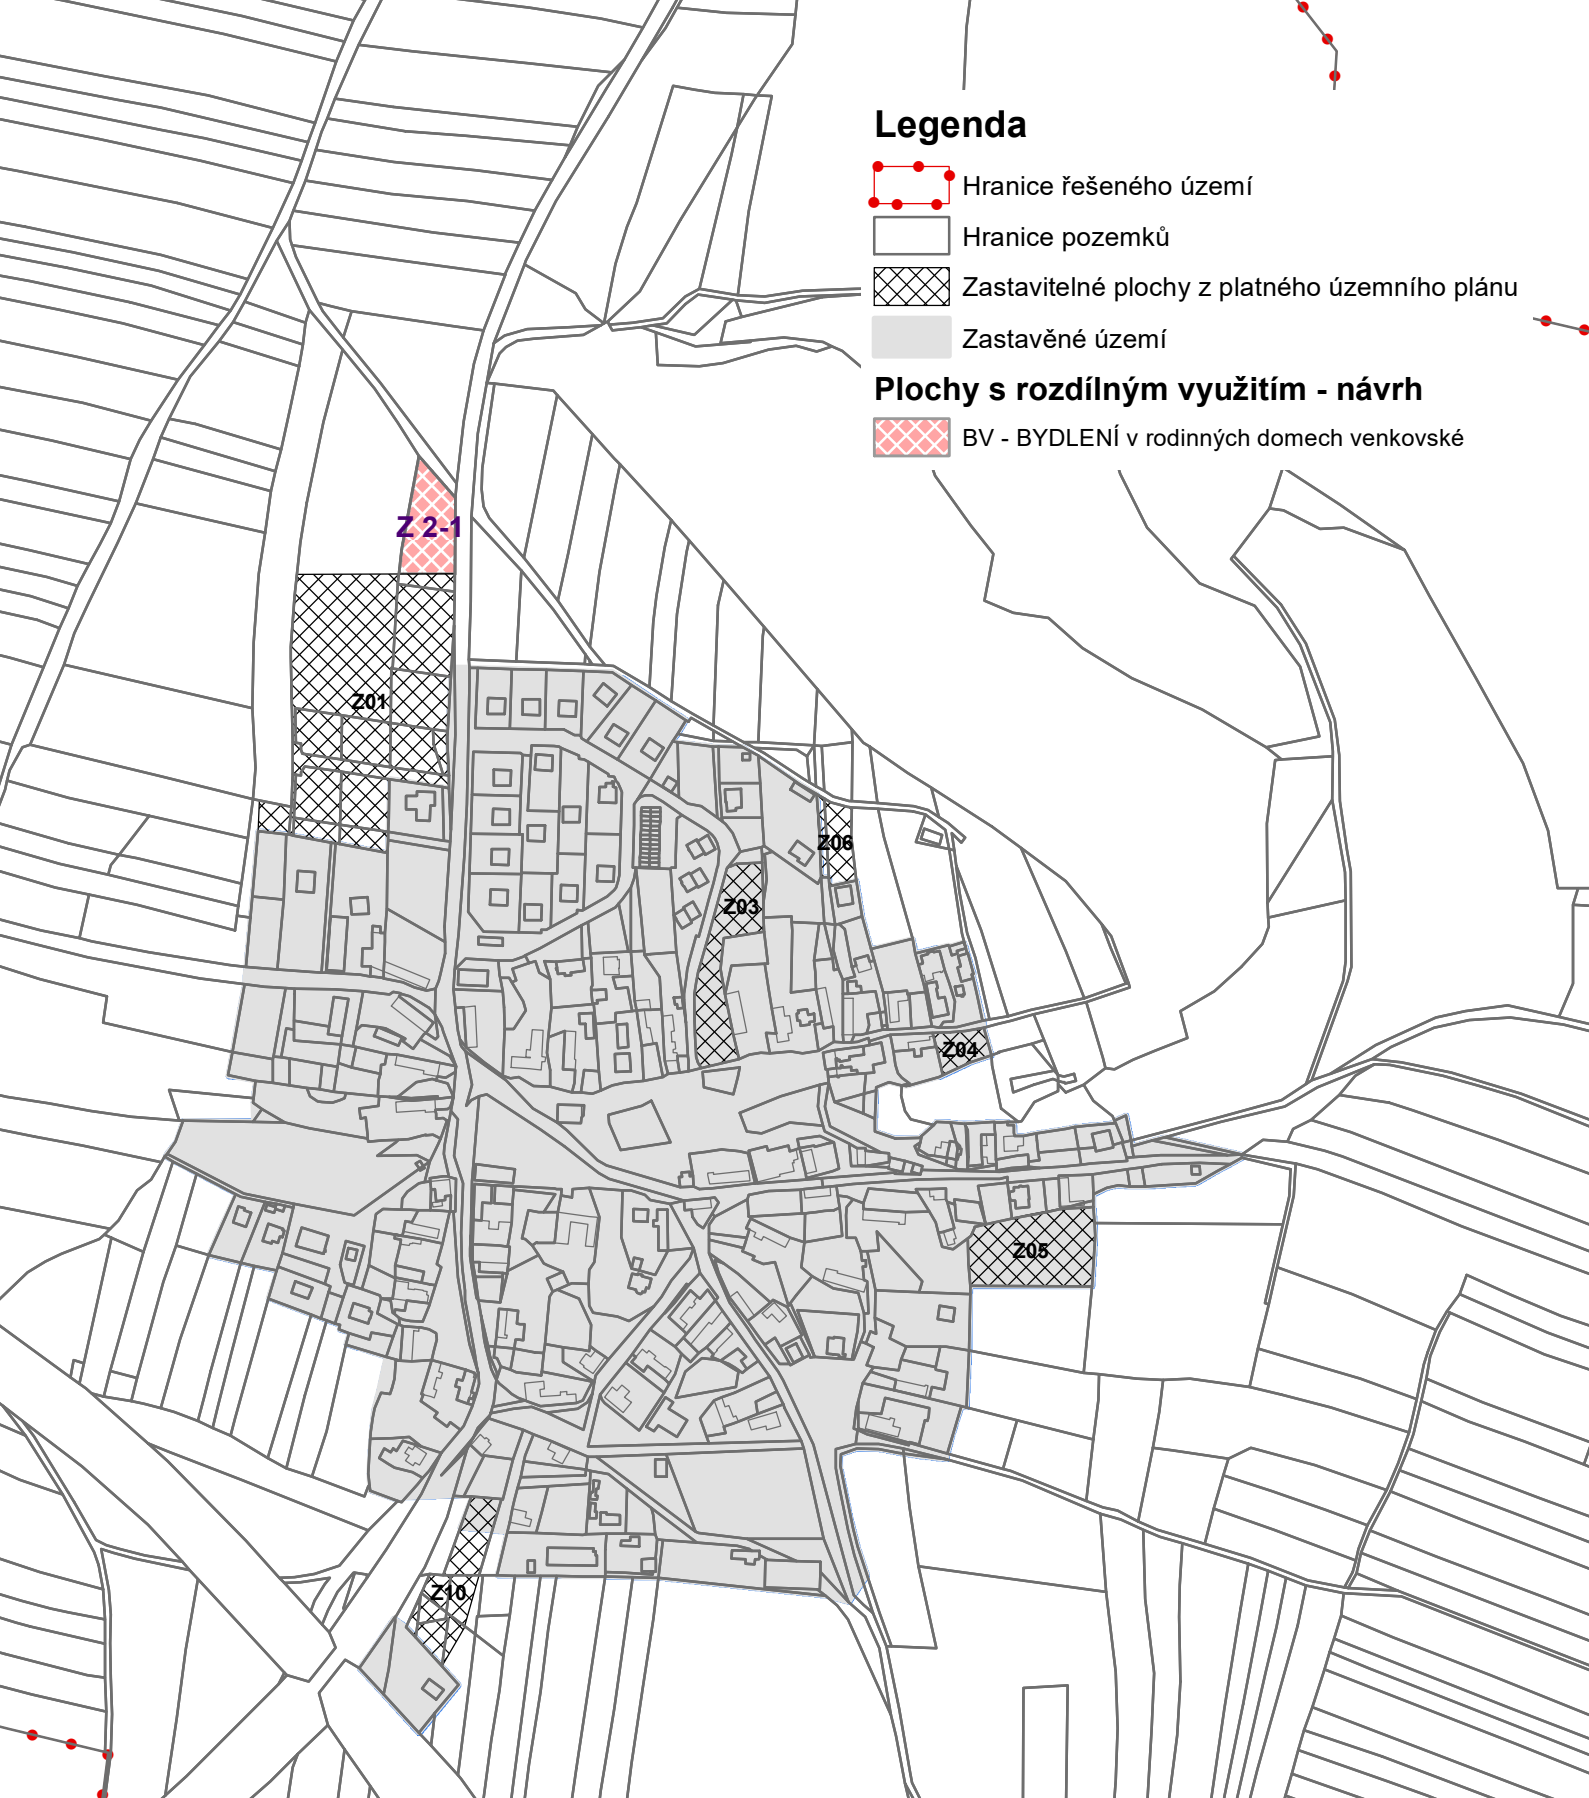 Legenda
Hranice řešeného území
Hranice pozemků
Zastavitelné plochy z platného územního plánu
Zastavěné území
Plochy s rozdílným využitím - návrh
BV - BYDLENÍ v rodinných domech venkovské
Z 2-1
Z01
Z06
Z03
Z04
Z05
Z10